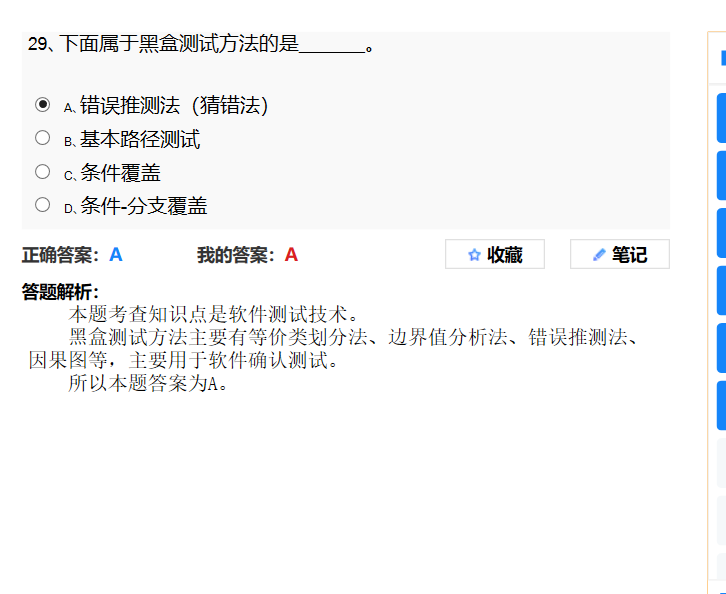 29、下面属于黑盒测试方法的是_______。
A、错误推测法（猜错法）
B、基本路径测试
C、条件覆盖
D、条件-分支覆盖
正确答案： A 我的答案： A 收藏 笔记
答题解析：
本题考查知识点是软件测试技术。
黑盒测试方法主要有等价类划分法、边界值分析法、错误推测法、
因果图等，主要用于软件确认测试。
所以本题答案为A。